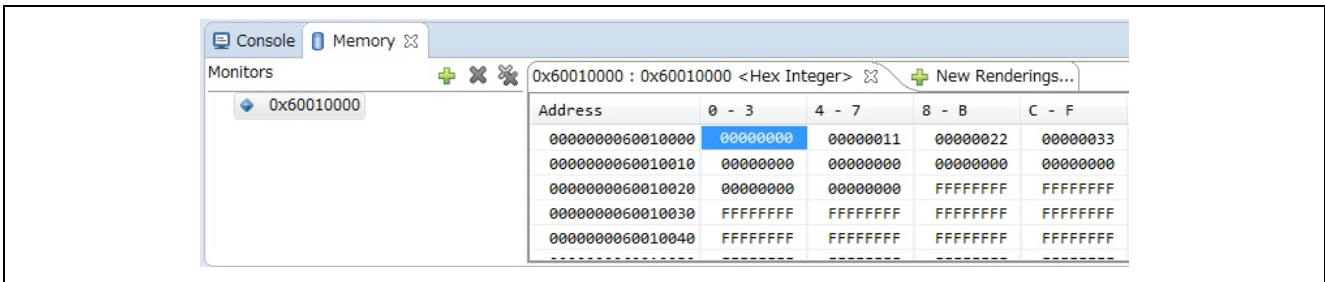 Console Memory
Monitors
0x60010000 : 0x60010000 <Hex Integer> New Renderings...
0x60010000
Address 0 - 3 4 - 7 8 - B C - F
0000000060010000 00000000 00000011 00000022 00000033
0000000060010010 00000000 00000000 00000000 00000000
0000000060010020 00000000 00000000 FFFFFFFF FFFFFFFF
0000000060010030 FFFFFFFF FFFFFFFF FFFFFFFF FFFFFFFF
0000000060010040 FFFFFFFF FFFFFFFF FFFFFFFF FFFFFFFF